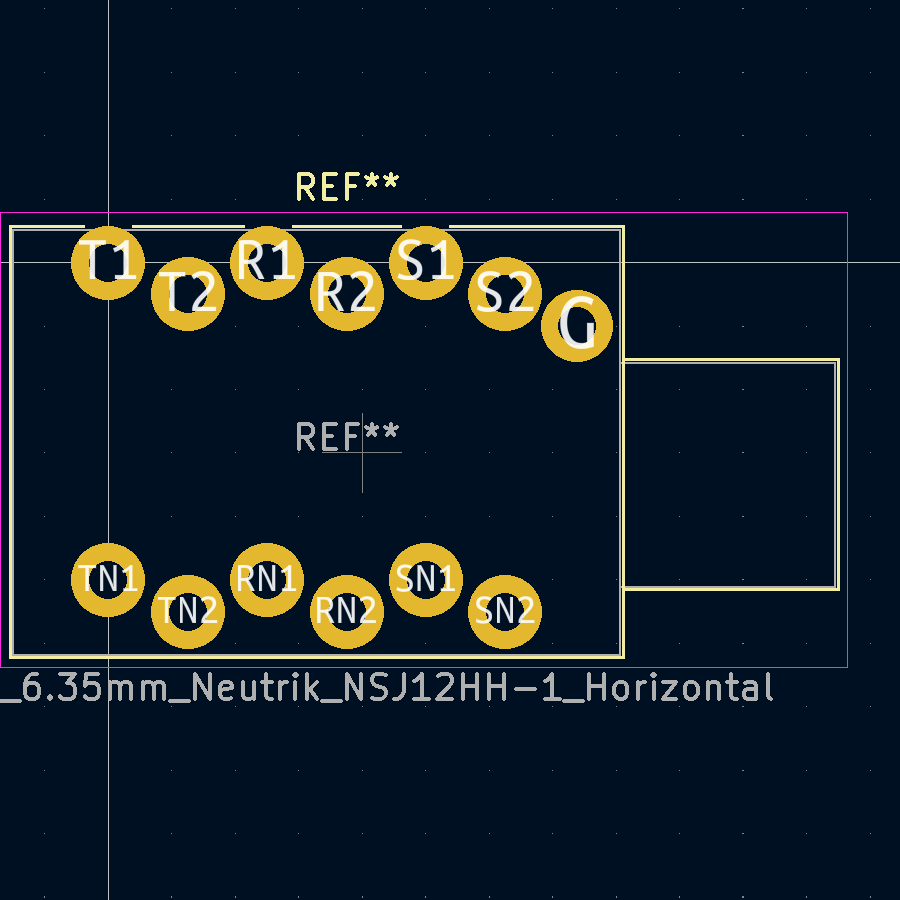 REF**
T1 R1 S1
T2 R2 S2
G
REF**
TN1 RN1 SN1
TN2 RN2 SN2
_6.35mm_Neutrik_NSJ12HH-1_Horizontal